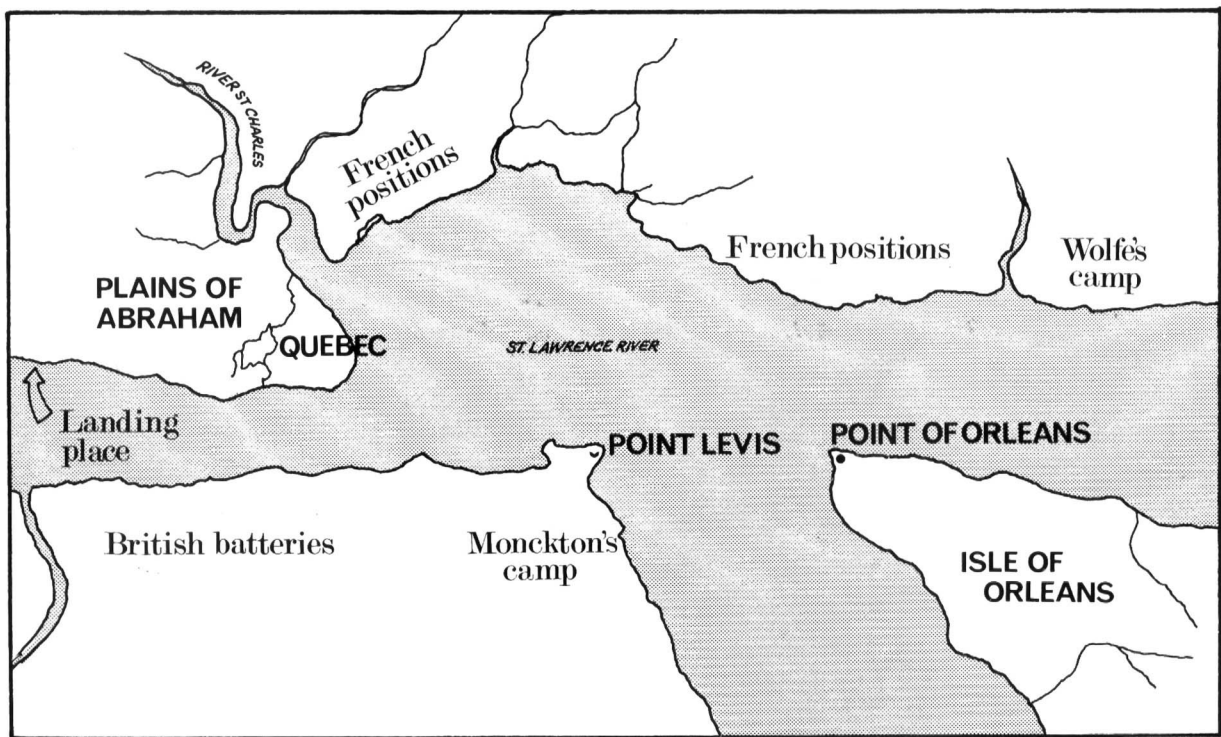 RIVER ST CHARLES
French
positions
French positions
Wolfe's
camp
PLAINS OF
ABRAHAM
QUEBEC
ST. LAWRENCE RIVER
Landing
place
POINT LEVIS
POINT OF ORLEANS
British batteries
Monckton's
camp
ISLE OF
ORLEANS